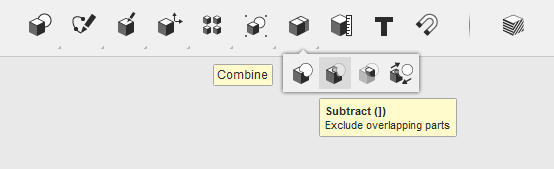 T
Combine
Subtract (])
Exclude overlapping parts